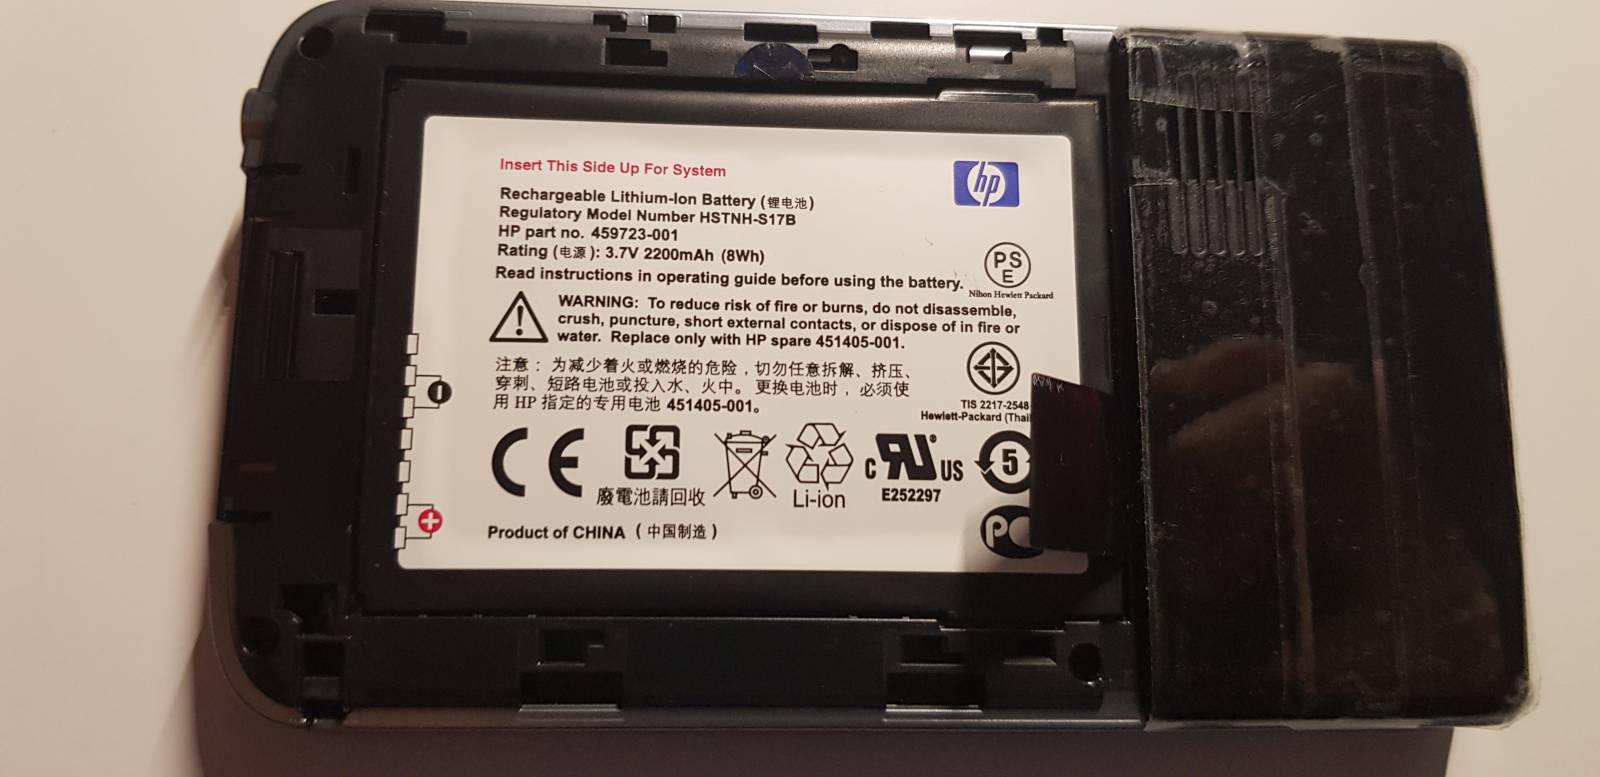 Insert This Side Up For System
hp
Rechargeable Lithium-Ion Battery (锂电池)
Regulatory Model Number HSTNH-S17B
HP part no. 459723-001
Rating (电源): 3.7V 2200mAh (8Wh)
Read instructions in operating guide before using the battery.
PS
E
Nihon Hewlett Packard
WARNING: To reduce risk of fire or burns, do not disassemble,
crush, puncture, short external contacts, or dispose of in fire or
water. Replace only with HP spare 451405-001.
注意：为减少着火或燃烧的危险，切勿任意拆解、挤压、
穿刺、短路电池或投入水、火中。更换电池时，必须使
用 HP 指定的专用电池 451405-001。
TIS 2217-2548
Hewlett-Packard (Thai
CE
廢電池請回收
Li-ion
C RU US
E252297
5
PC
Product of CHINA (中国制造)